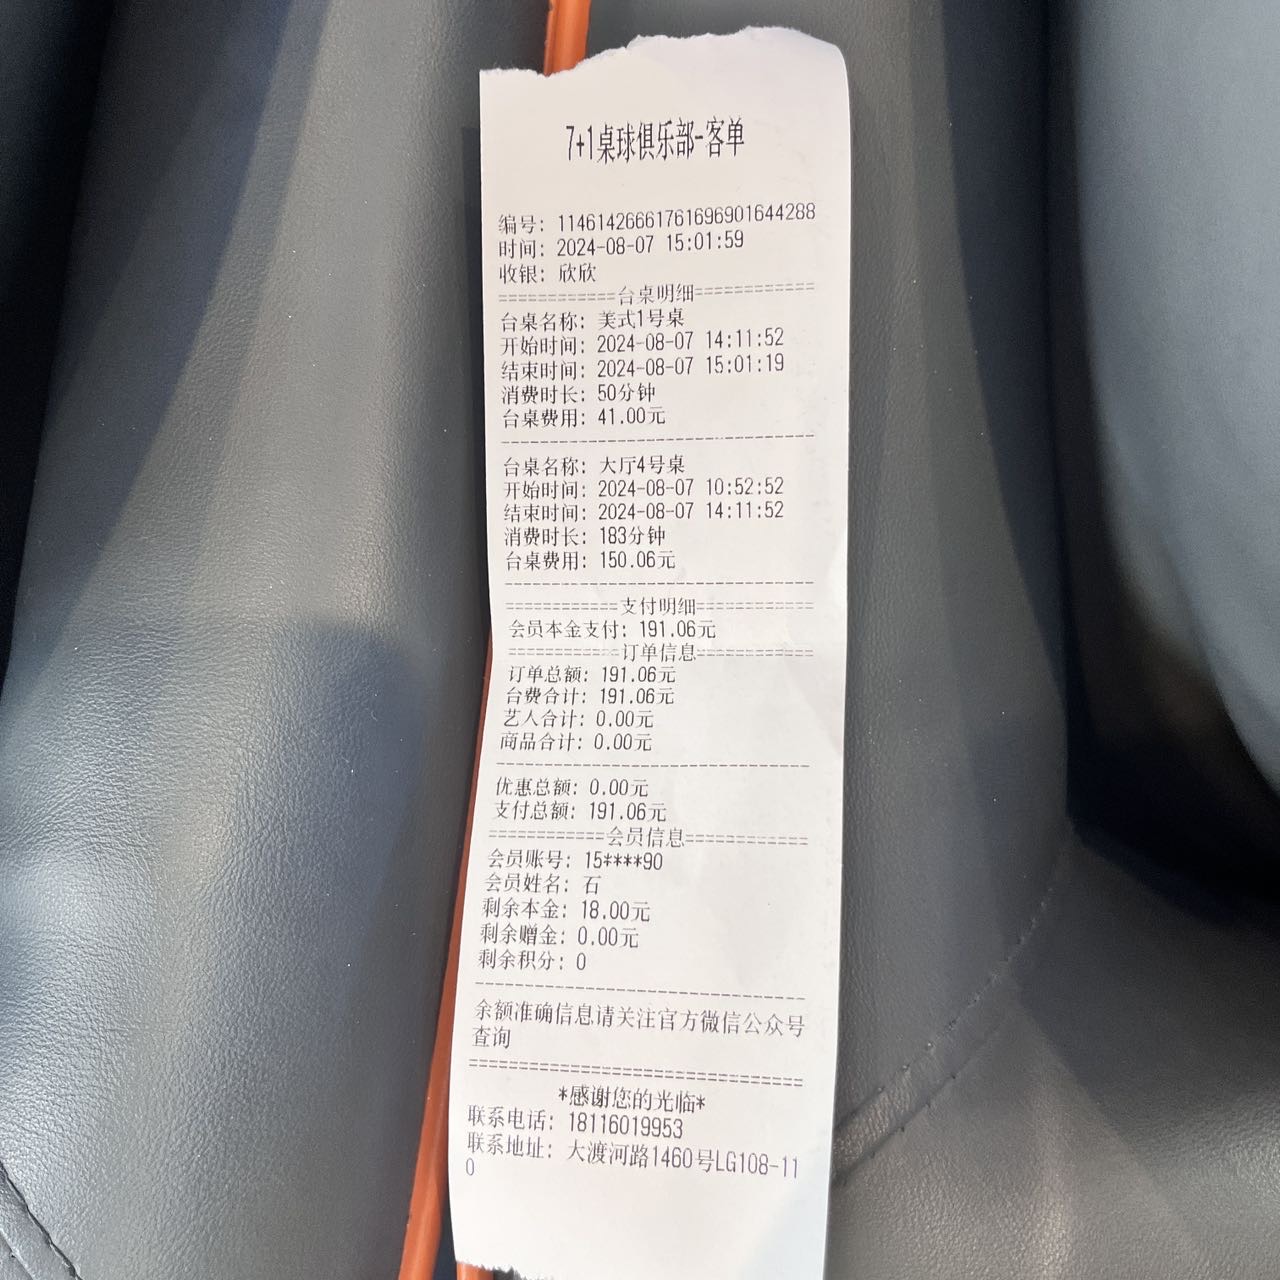 7+1桌球俱乐部-客单
编号: 1146142666176169690164​4288
时间: 2024-08-07 15:01:59
收银: 欣欣
============台桌明细============
台桌名称: 美式1号桌
开始时间: 2024-08-07 14:11:52
结束时间: 2024-08-07 15:01:19
消费时长: 50分钟
台桌费用: 41.00元
--------------------------------
台桌名称: 大厅4号桌
开始时间: 2024-08-07 10:52:52
结束时间: 2024-08-07 14:11:52
消费时长: 183分钟
台桌费用: 150.06元
--------------------------------
============支付明细============
会员本金支付: 191.06元
============订单信息============
订单总额: 191.06元
台费合计: 191.06元
艺人合计: 0.00元
商品合计: 0.00元
--------------------------------
优惠总额: 0.00元
支付总额: 191.06元
============会员信息============
会员账号: 15****90
会员姓名: 石
剩余本金: 18.00元
剩余赠金: 0.00元
剩余积分: 0
--------------------------------
余额准确信息请关注官方微信公众号
查询
================================
*感谢您的光临*
联系电话: 18116019953
联系地址: 大渡河路1460号LG108-11
0